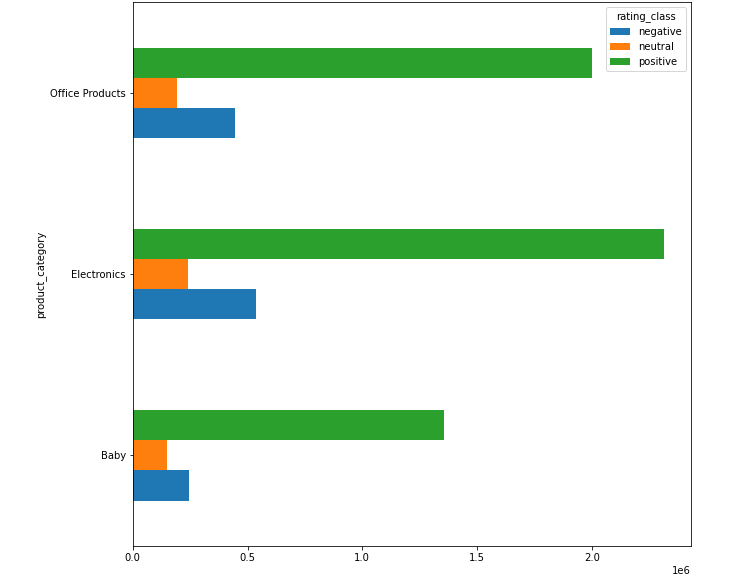 rating_class
negative
neutral
positive
Office Products
Electronics
Baby
product_category
0.0 0.5 1.0 1.5 2.0
1e6